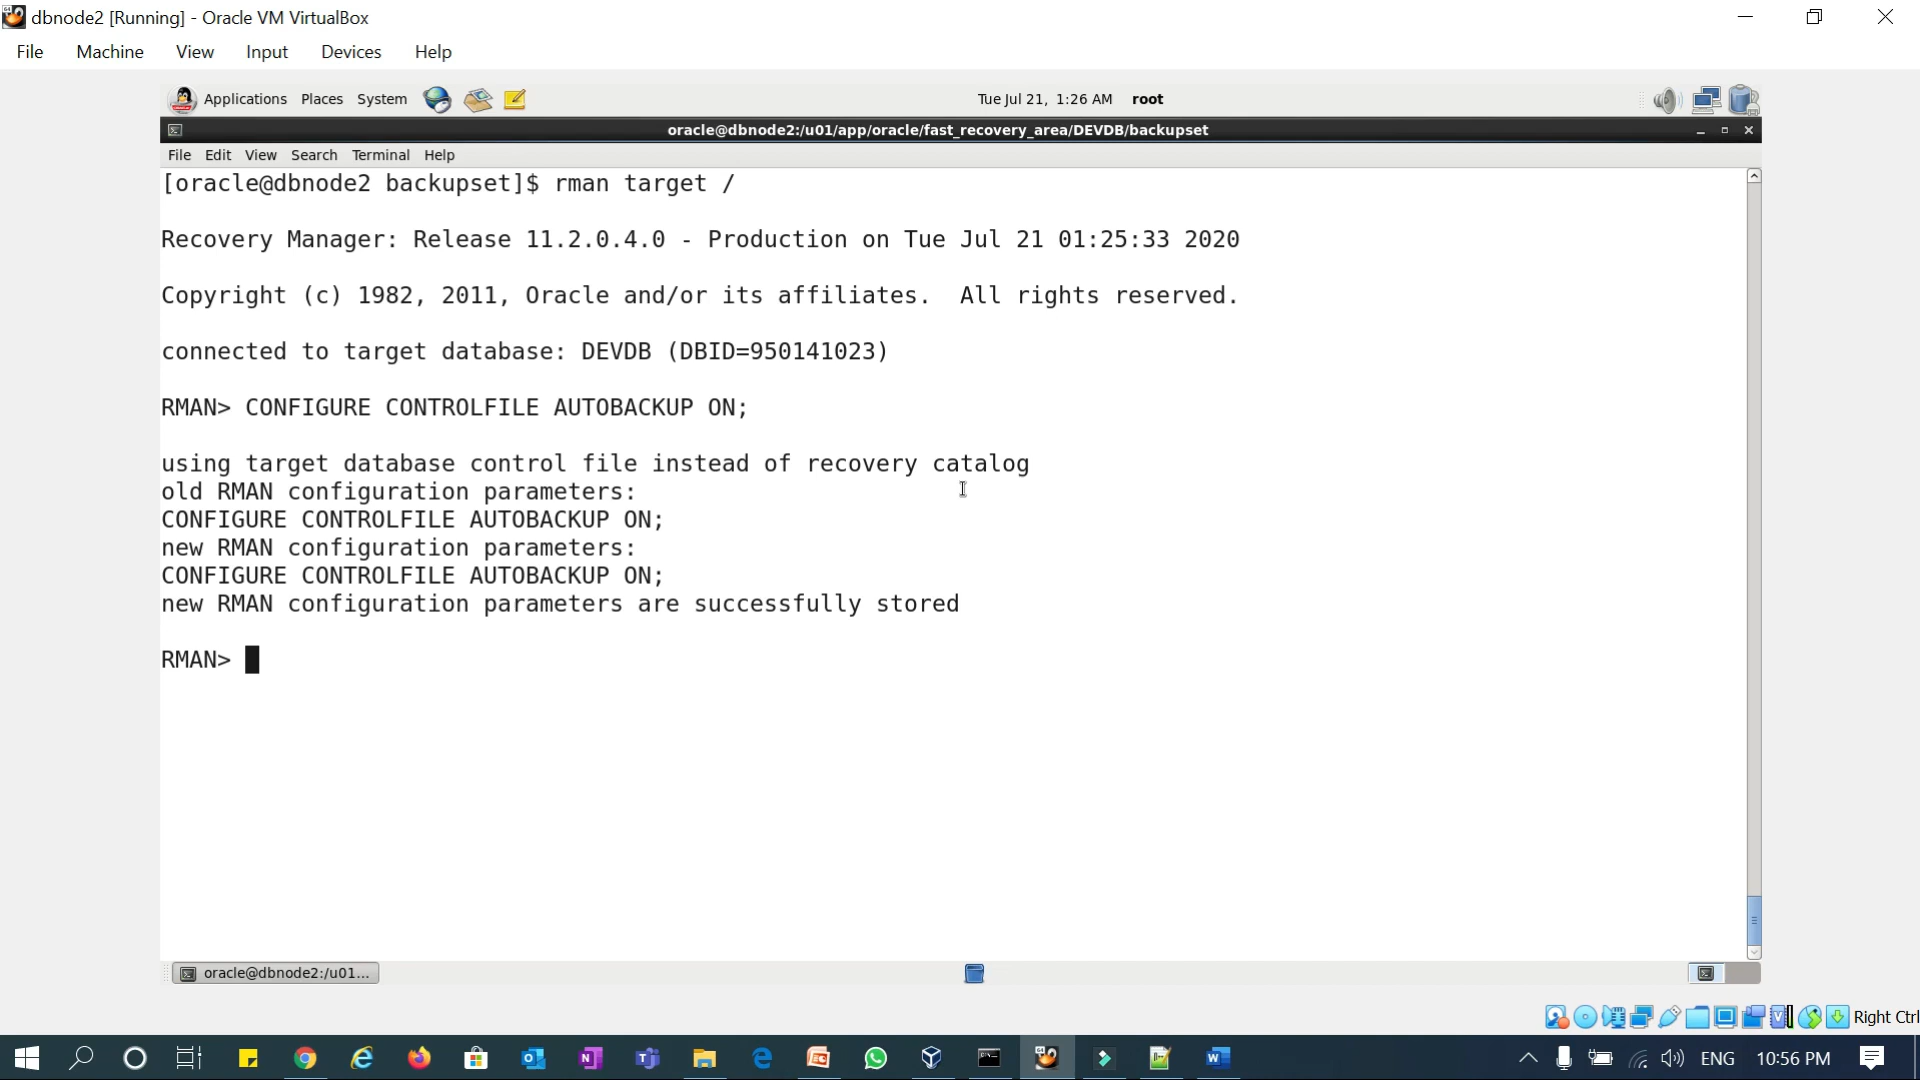 dbnode2 [Running] - Oracle VM VirtualBox
File Machine View Input Devices Help
Applications Places System Tue Jul 21, 1:26 AM root
oracle@dbnode2:/u01/app/oracle/fast_recovery_area/DEVDB/backupset
File Edit View Search Terminal Help
[oracle@dbnode2 backupset]$ rman target /
Recovery Manager: Release 11.2.0.4.0 - Production on Tue Jul 21 01:25:33 2020
Copyright (c) 1982, 2011, Oracle and/or its affiliates.  All rights reserved.
connected to target database: DEVDB (DBID=950141023)
RMAN> CONFIGURE CONTROLFILE AUTOBACKUP ON;
using target database control file instead of recovery catalog
old RMAN configuration parameters:
CONFIGURE CONTROLFILE AUTOBACKUP ON;
new RMAN configuration parameters:
CONFIGURE CONTROLFILE AUTOBACKUP ON;
new RMAN configuration parameters are successfully stored
RMAN>
oracle@dbnode2:/u01...
Right Ctrl
ENG 10:56 PM